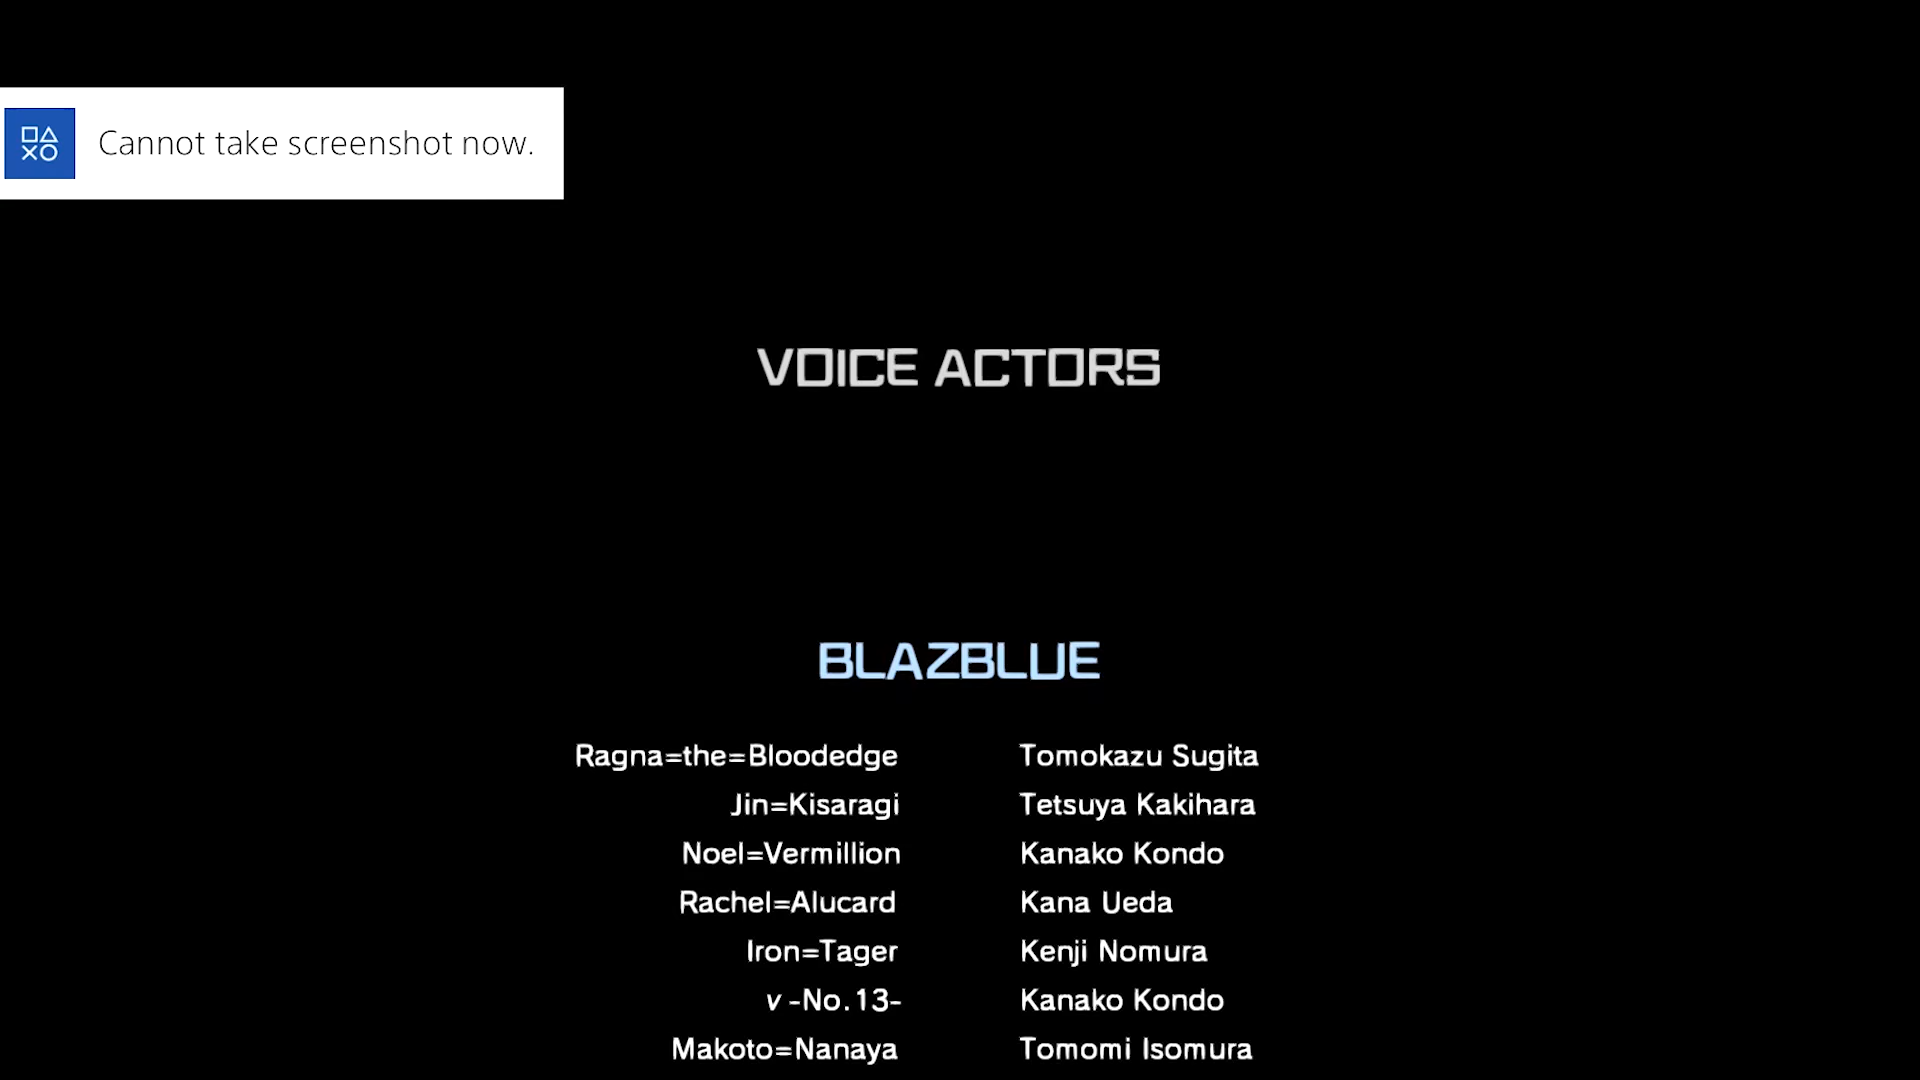 Cannot take screenshot now.
VOICE ACTORS
BLAZBLUE
Ragna=the=Bloodedge Tomokazu Sugita
Jin=Kisaragi Tetsuya Kakihara
Noel=Vermillion Kanako Kondo
Rachel=Alucard Kana Ueda
Iron=Tager Kenji Nomura
ν -No.13- Kanako Kondo
Makoto=Nanaya Tomomi Isomura